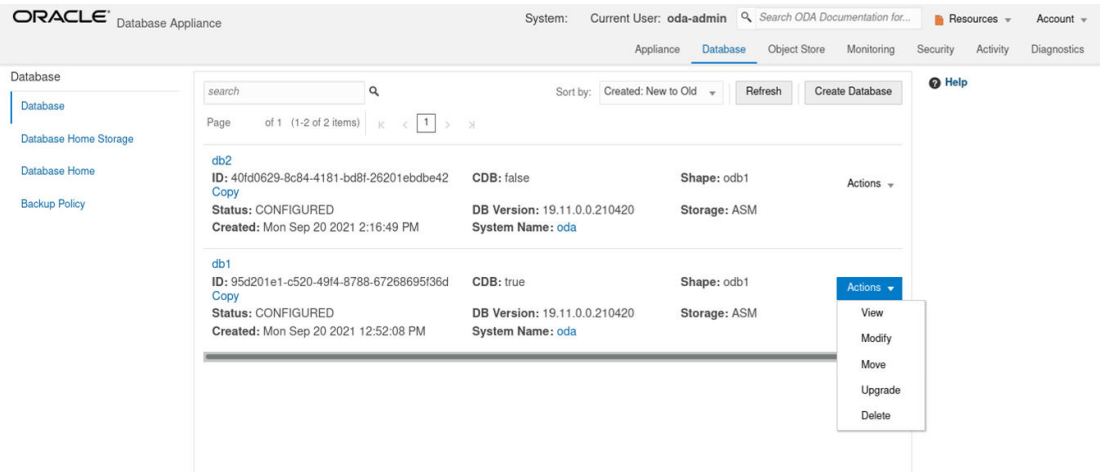 ORACLE Database Appliance
System: Current User: oda-admin Search ODA Documentation for... Resources Account
Appliance Database Object Store Monitoring Security Activity Diagnostics
Database
Database
Database Home Storage
Database Home
Backup Policy
search Sort by: Created: New to Old Refresh Create Database
Page of 1 (1-2 of 2 items) 1
db2
ID: 40fd0629-8c84-4181-bd8f-26201ebdbe42 CDB: false Shape: odb1 Actions
Copy
Status: CONFIGURED DB Version: 19.11.0.0.210420 Storage: ASM
Created: Mon Sep 20 2021 2:16:49 PM System Name: oda
db1
ID: 95d201e1-c520-49f4-8788-67268695f36d CDB: true Shape: odb1 Actions
Copy
Status: CONFIGURED DB Version: 19.11.0.0.210420 Storage: ASM
Created: Mon Sep 20 2021 12:52:08 PM System Name: oda
View
Modify
Move
Upgrade
Delete
Help